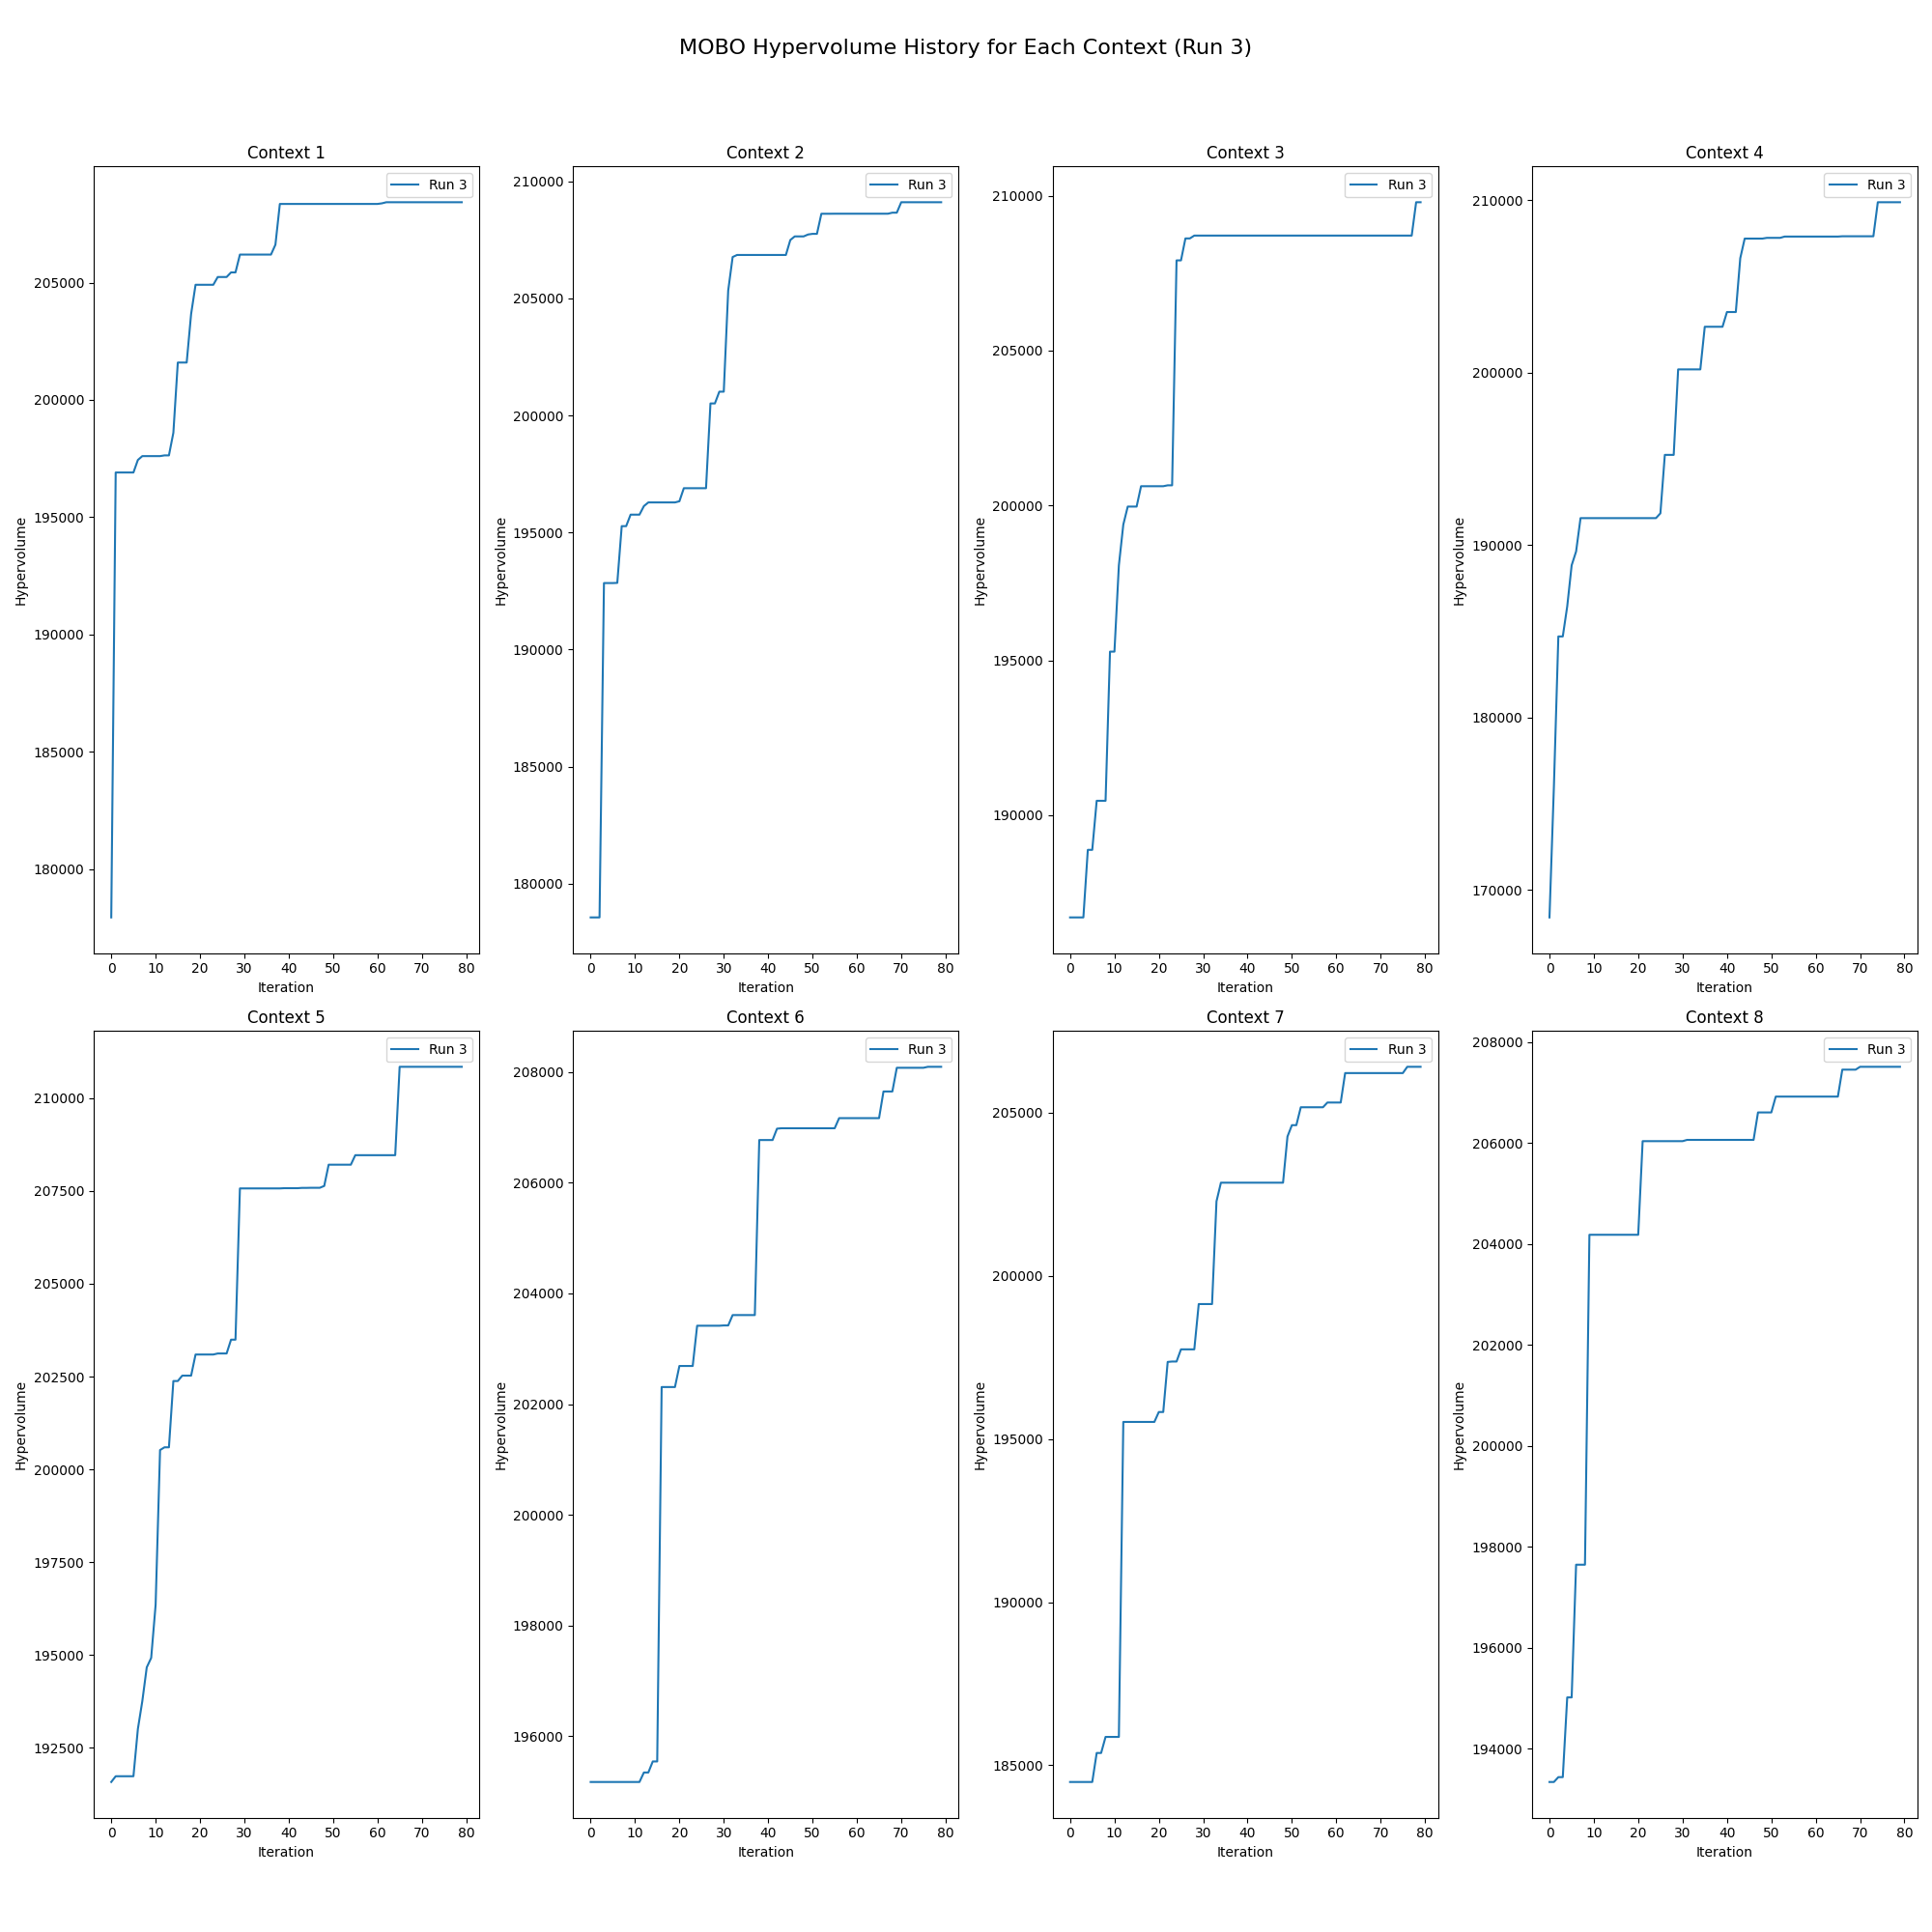 MOBO Hypervolume History for Each Context (Run 3)
Context 1
Run 3
205000
200000
195000
190000
185000
180000
Hypervolume
0 10 20 30 40 50 60 70 80
Iteration
Context 2
Run 3
210000
205000
200000
195000
190000
185000
180000
Hypervolume
0 10 20 30 40 50 60 70 80
Iteration
Context 3
Run 3
210000
205000
200000
195000
190000
Hypervolume
0 10 20 30 40 50 60 70 80
Iteration
Context 4
Run 3
210000
200000
190000
180000
170000
Hypervolume
0 10 20 30 40 50 60 70 80
Iteration
Context 5
Run 3
210000
207500
205000
202500
200000
197500
195000
192500
Hypervolume
0 10 20 30 40 50 60 70 80
Iteration
Context 6
Run 3
208000
206000
204000
202000
200000
198000
196000
Hypervolume
0 10 20 30 40 50 60 70 80
Iteration
Context 7
Run 3
205000
200000
195000
190000
185000
Hypervolume
0 10 20 30 40 50 60 70 80
Iteration
Context 8
Run 3
208000
206000
204000
202000
200000
198000
196000
194000
Hypervolume
0 10 20 30 40 50 60 70 80
Iteration